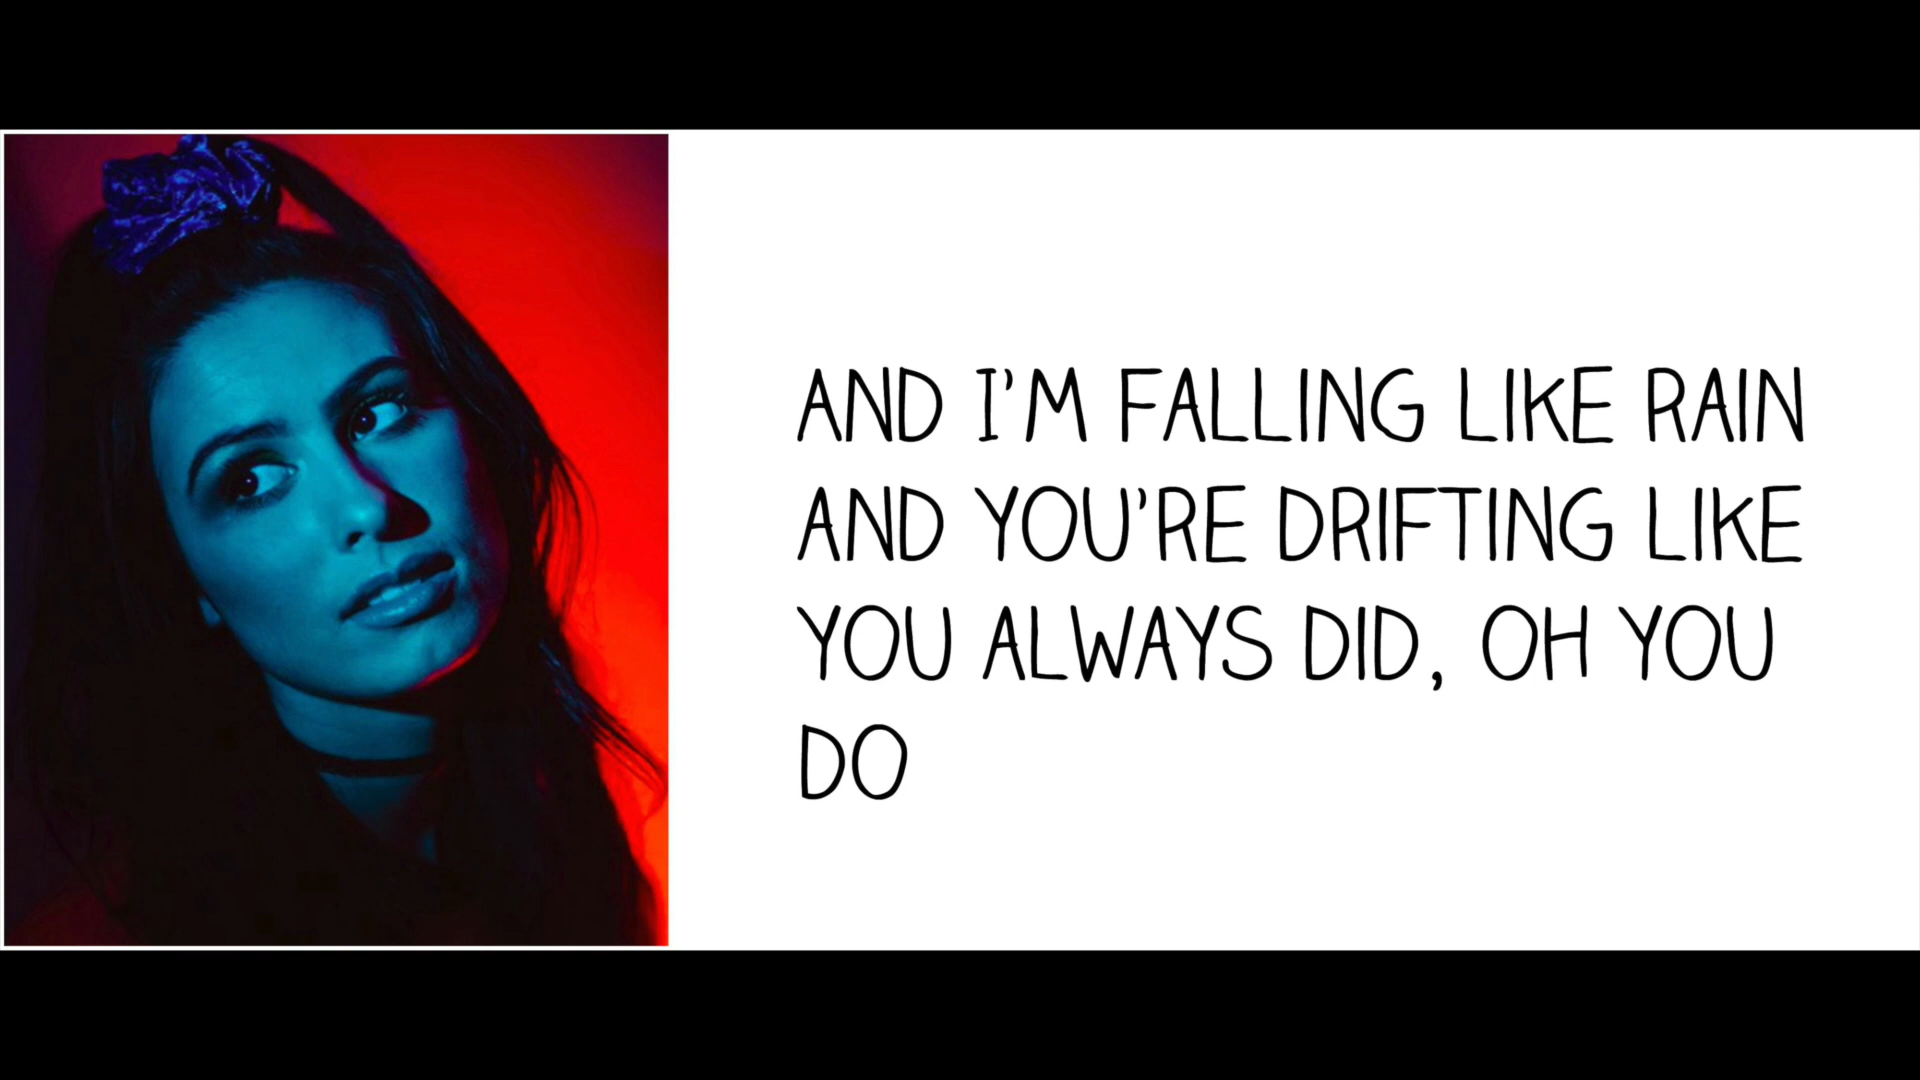 AND I'M FALLING LIKE RAIN
AND YOU'RE DRIFTING LIKE
YOU ALWAYS DID, OH YOU
DO